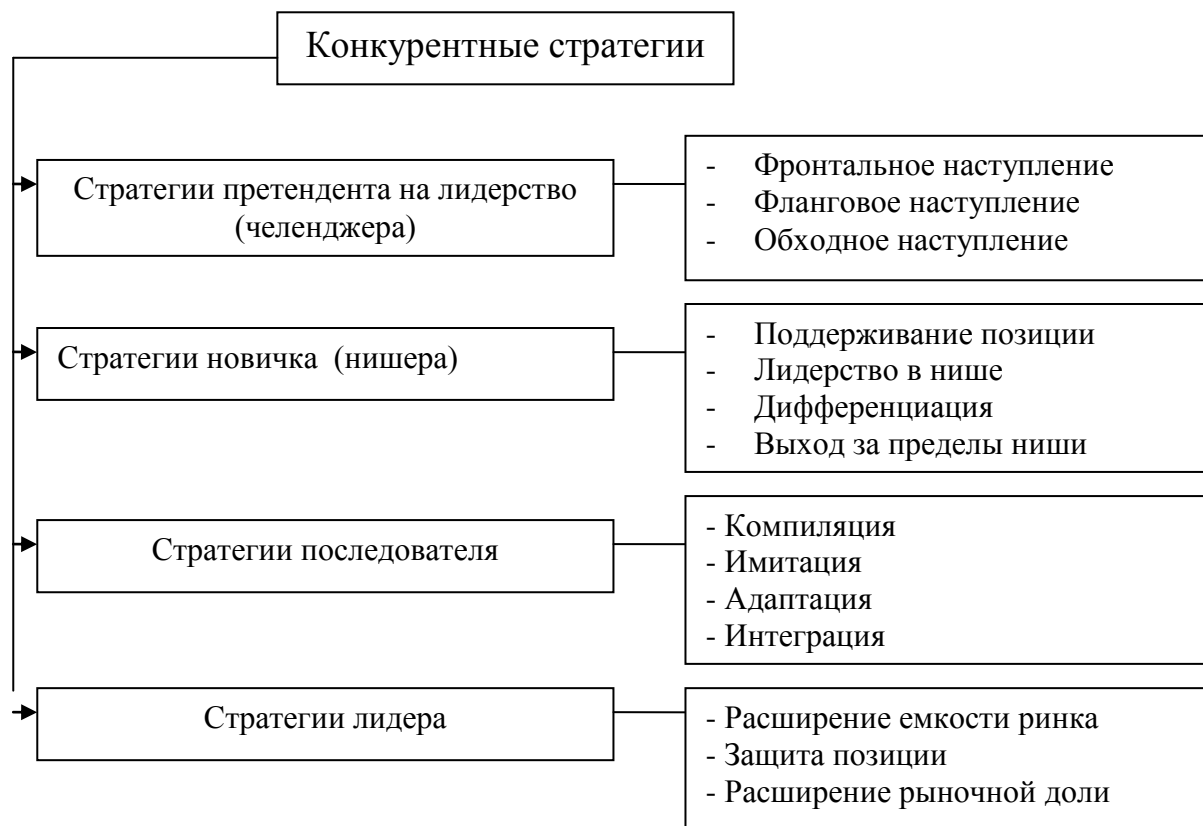 Конкурентные стратегии
Стратегии претендента на лидерство
(челенджера)
- Фронтальное наступление
- Фланговое наступление
- Обходное наступление
Стратегии новичка (нишера)
- Поддерживание позиции
- Лидерство в нише
- Дифференциация
- Выход за пределы ниши
Стратегии последователя
- Компиляция
- Имитация
- Адаптация
- Интеграция
Стратегии лидера
- Расширение емкости ринка
- Защита позиции
- Расширение рыночной доли